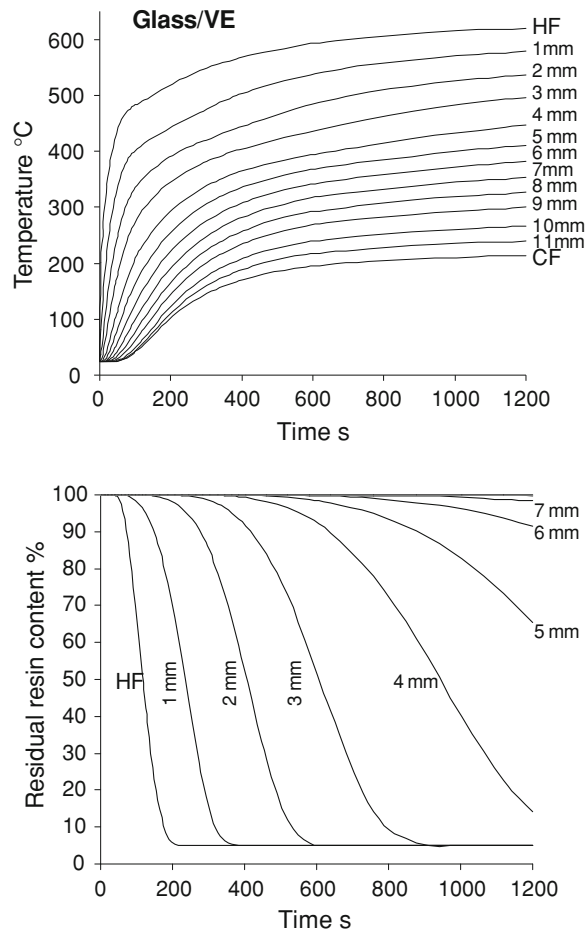 Glass/VE
Temperature °C
600
500
400
300
200
100
0
0 200 400 600 800 1000 1200
Time s
HF
1mm
2 mm
3 mm
4 mm
5 mm
6 mm
7mm
8 mm
9 mm
10mm
11mm
CF
Residual resin content %
100
90
80
70
60
50
40
30
20
10
0
HF
1 mm
2 mm
3 mm
4 mm
7 mm
6 mm
5 mm
0 200 400 600 800 1000 1200
Time s